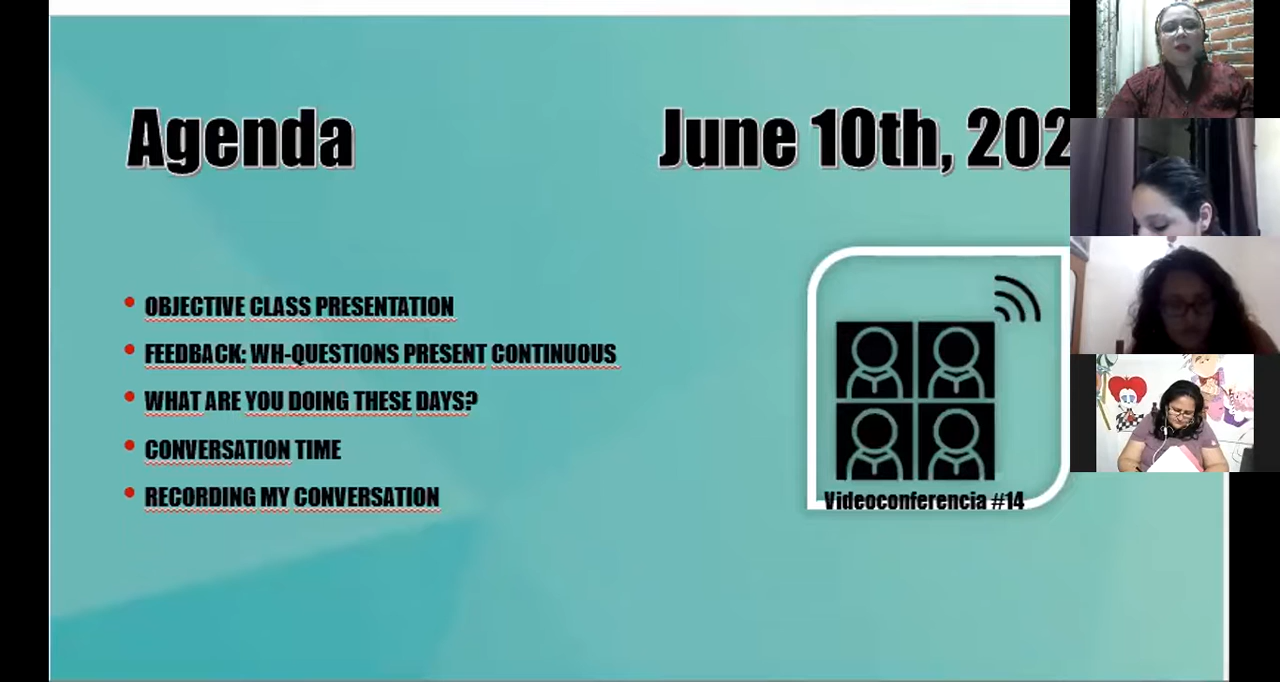 Agenda
June 10th, 202
OBJECTIVE CLASS PRESENTATION
FEEDBACK: WH-QUESTIONS PRESENT CONTINUOUS
WHAT ARE YOU DOING THESE DAYS?
CONVERSATION TIME
RECORDING MY CONVERSATION
Videoconferencia #14